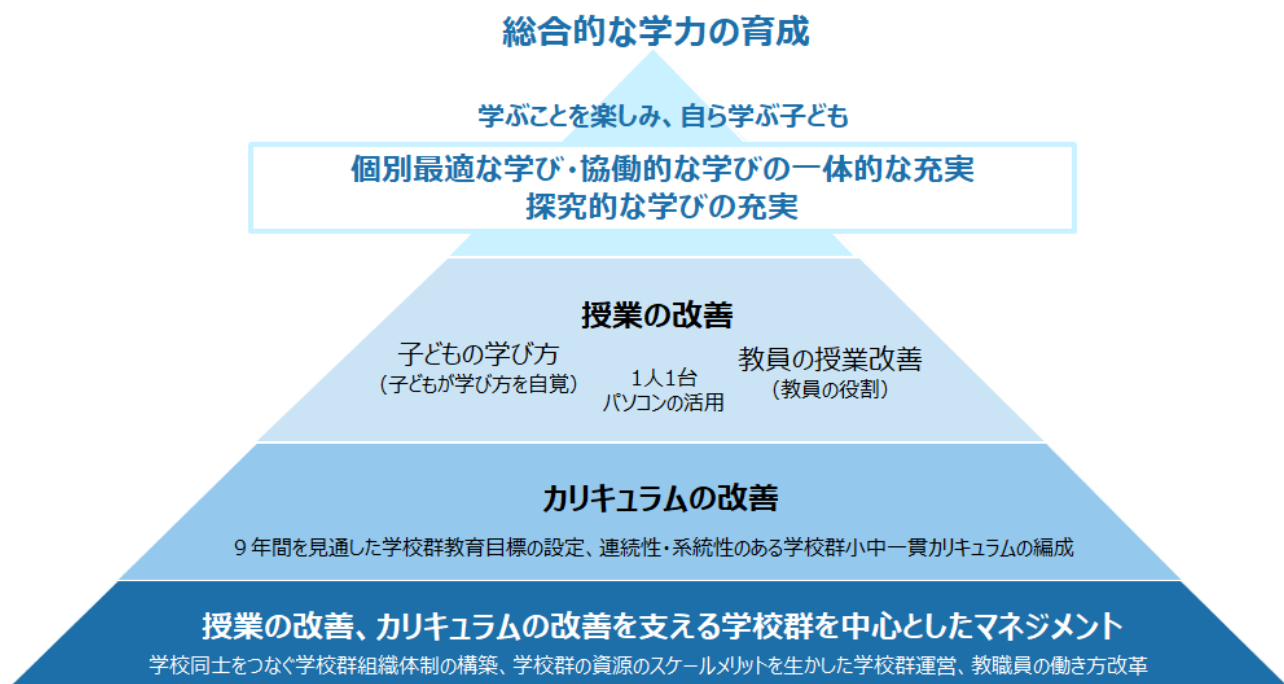 総合的な学力の育成
学ぶことを楽しみ、自ら学ぶ子ども
個別最適な学び・協働的な学びの一体的な充実
探究的な学びの充実
授業の改善
子どもの学び方
（子どもが学び方を自覚）
1人1台
パソコンの活用
教員の授業改善
（教員の役割）
カリキュラムの改善
９年間を見通した学校群教育目標の設定、連続性・系統性のある学校群小中一貫カリキュラムの編成
授業の改善、カリキュラムの改善を支える学校群を中心としたマネジメント
学校同士をつなぐ学校群組織体制の構築、学校群の資源のスケールメリットを生かした学校群運営、教職員の働き方改革